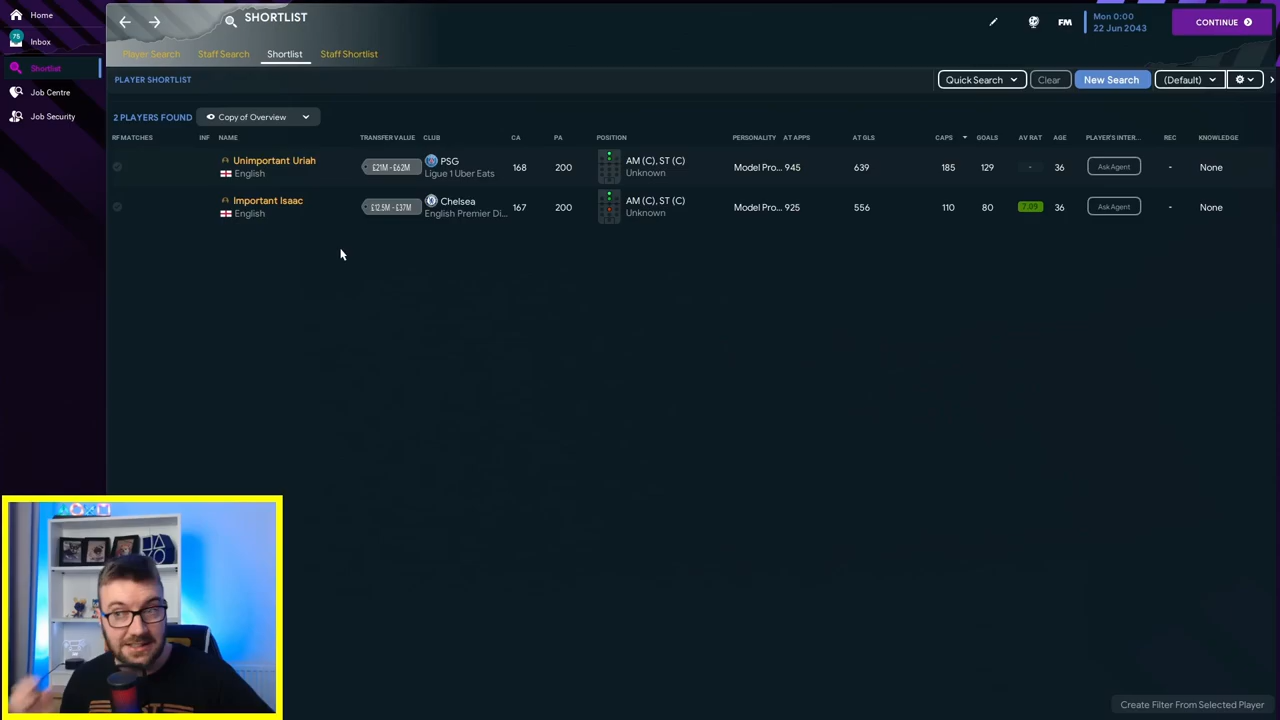 Home
75
Inbox
Shortlist
Job Centre
Job Security
SHORTLIST
FM
Mon 0:00
22 Jun 2043
CONTINUE
Player Search
Staff Search
Shortlist
Staff Shortlist
PLAYER SHORTLIST
Quick Search
Clear
New Search
(Default)
2 PLAYERS FOUND
Copy of Overview
RF MATCHES INF NAME TRANSFER VALUE CLUB CA PA POSITION PERSONALITY AT APPS AT GLS CAPS GOALS AV RAT AGE PLAYER'S INTER... REC KNOWLEDGE
Unimportant Uriah
English
£21M - £62M
PSG
Ligue 1 Uber Eats
168 200
AM (C), ST (C)
Unknown
Model Pro... 945 639 185 129 - 36 Ask Agent - None
Important Isaac
English
£12.5M - £37M
Chelsea
English Premier Di...
167 200
AM (C), ST (C)
Unknown
Model Pro... 925 556 110 80 7.09 36 Ask Agent - None
Create Filter From Selected Player